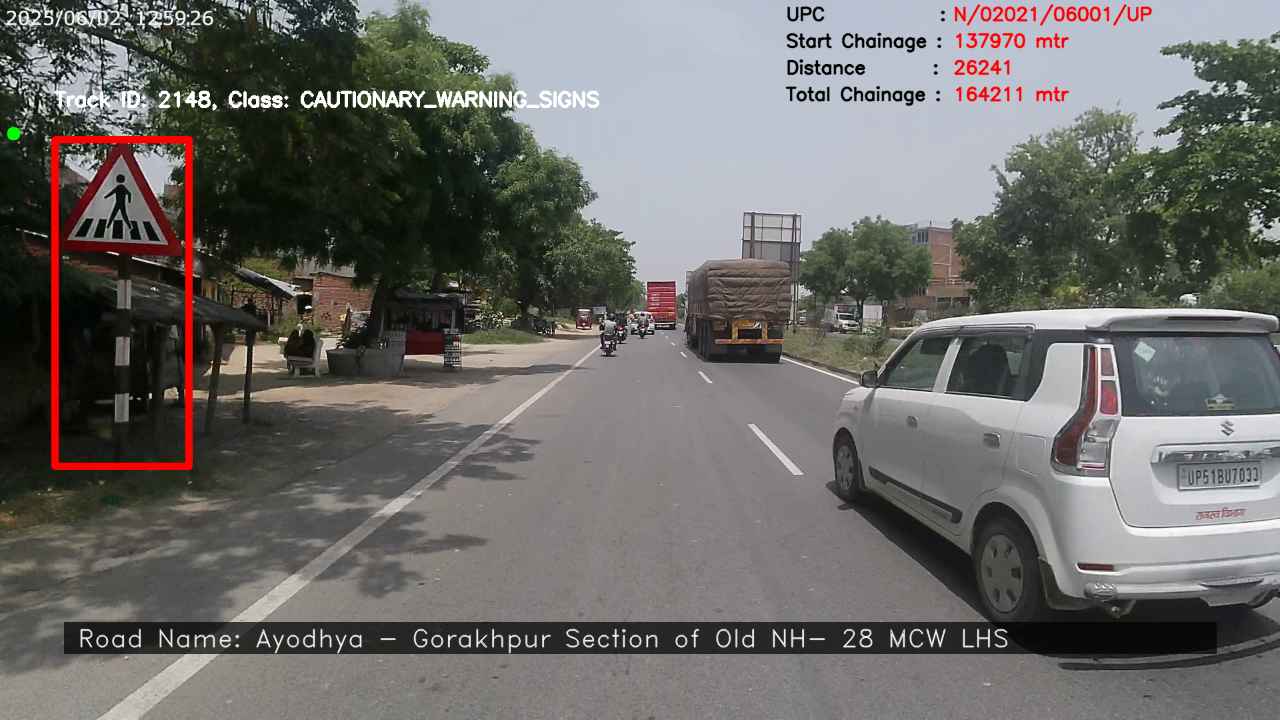 2025/06/02 12:59:26
UPC : N/02021/06001/UP
Start Chainage : 137970 mtr
Distance : 26241
Total Chainage : 164211 mtr
Track ID: 2148, Class: CAUTIONARY_WARNING_SIGNS
UP51BU7033
राजस्व विभाग
Road Name: Ayodhya - Gorakhpur Section of Old NH- 28 MCW LHS